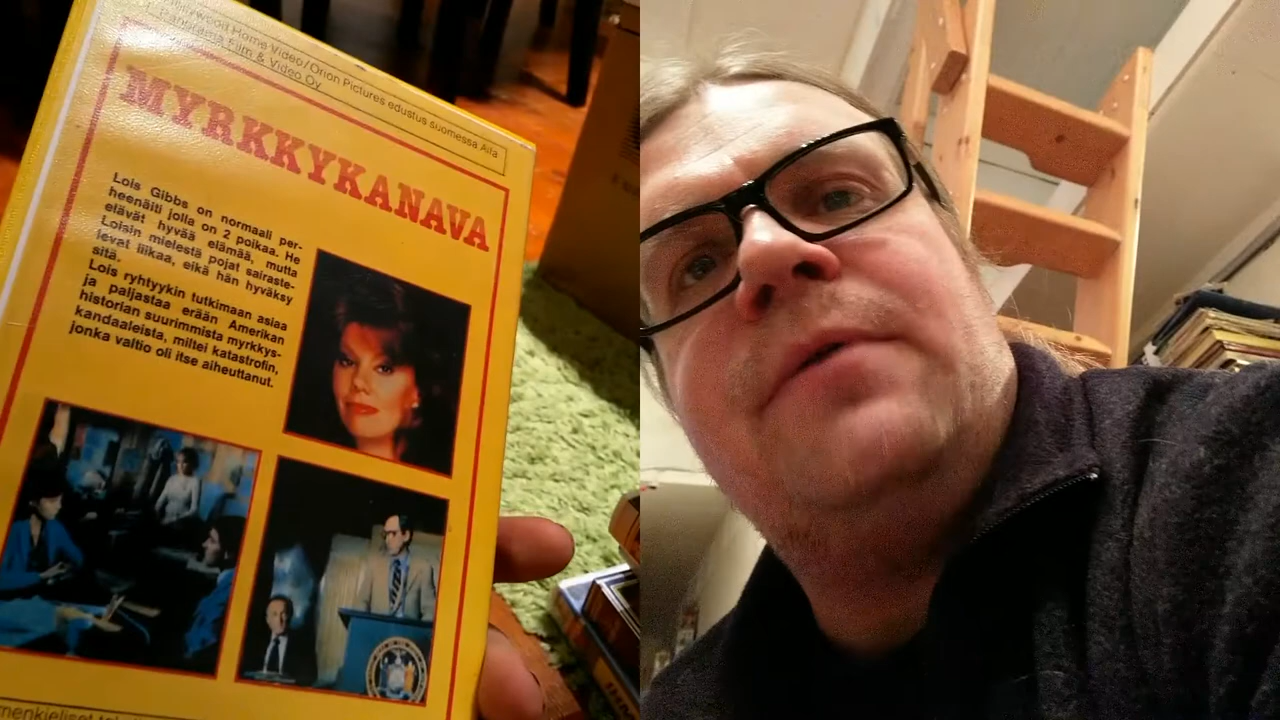 Hollywood Home Video/Orion Pictures edustus suomessa Aila
Panorama Film & Video Oy
MYRKKYKANAVA
Lois Gibbs on normaali per-
heenäiti jolla on 2 poikaa. He
elävät hyvää elämää, mutta
Loisin mielestä pojat sairaste-
levat liikaa, eikä hän hyväksy
sitä.
Lois ryhtyykin tutkimaan asiaa
ja paljastaa erään Amerikan
historian suurimmista myrkkys-
kandaaleista, miltei katastrofin,
jonka valtio oli itse aiheuttanut.